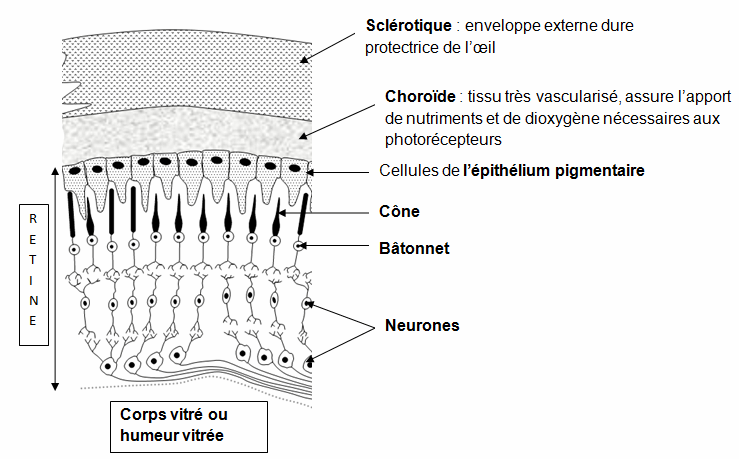 Sclérotique : enveloppe externe dure
protectrice de l’œil
Choroïde : tissu très vascularisé, assure l’apport
de nutriments et de dioxygène nécessaires aux
photorécepteurs
Cellules de l’épithélium pigmentaire
Cône
Bâtonnet
Neurones
R
E
T
I
N
E
Corps vitré ou
humeur vitrée